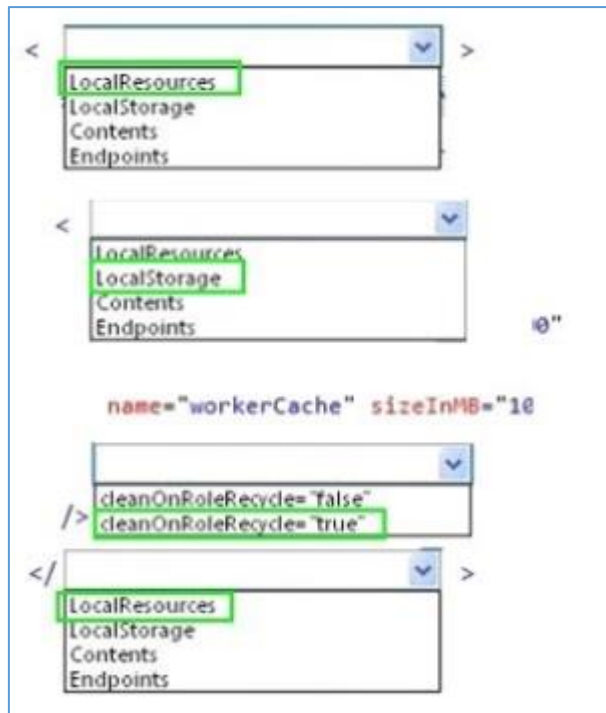 < >
LocalResources
LocalStorage
Contents
Endpoints
<
LocalResources
LocalStorage
Contents
Endpoints
0"
name="workerCache" sizeInMB="10
cleanOnRoleRecycle="false"
/> cleanOnRoleRecycle="true"
</ >
LocalResources
LocalStorage
Contents
Endpoints